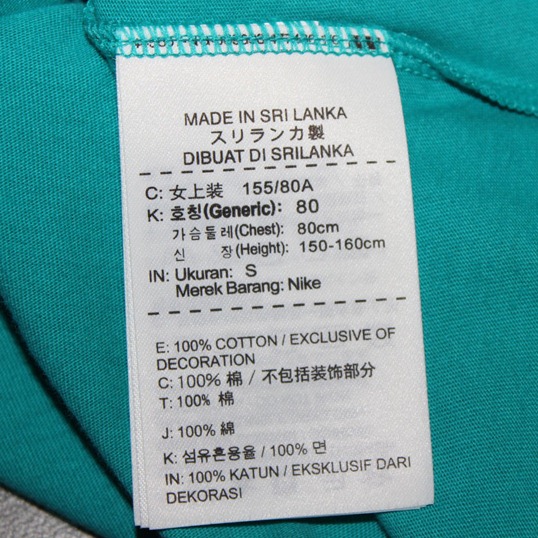 MADE IN SRI LANKA
スリランカ製
DIBUAT DI SRILANKA
C: 女上装 155/80A
K: 호칭(Generic): 80
가슴둘레(Chest): 80cm
신 장(Height): 150-160cm
IN: Ukuran: S
Merek Barang: Nike
E: 100% COTTON / EXCLUSIVE OF
DECORATION
C: 100% 棉 / 不包括装饰部分
T: 100% 棉
J: 100% 綿
K: 섬유혼용율 / 100% 면
IN: 100% KATUN / EKSKLUSIF DARI
DEKORASI